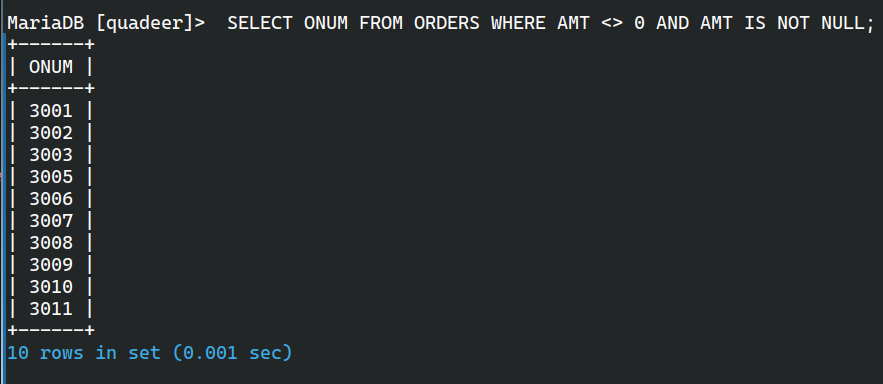 MariaDB [quadeer]>  SELECT ONUM FROM ORDERS WHERE AMT <> 0 AND AMT IS NOT NULL;
+------+
| ONUM |
+------+
| 3001 |
| 3002 |
| 3003 |
| 3005 |
| 3006 |
| 3007 |
| 3008 |
| 3009 |
| 3010 |
| 3011 |
+------+
10 rows in set (0.001 sec)